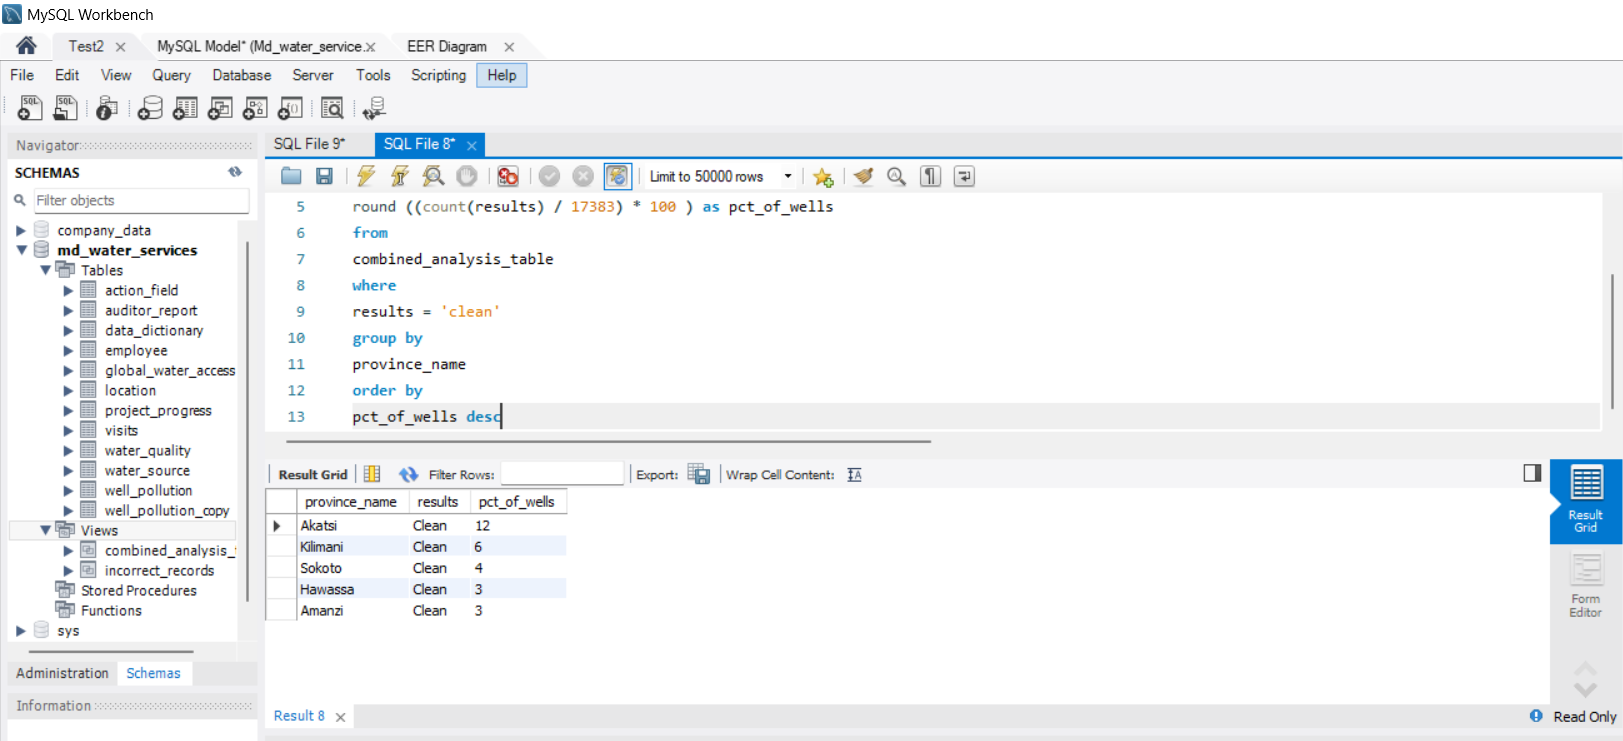 MySQL Workbench
Test2
MySQL Model* (Md_water_service.
EER Diagram
File Edit View Query Database Server Tools Scripting Help
Navigator
SCHEMAS
Filter objects
company_data
md_water_services
Tables
action_field
auditor_report
data_dictionary
employee
global_water_access
location
project_progress
visits
water_quality
water_source
well_pollution
well_pollution_copy
Views
combined_analysis_
incorrect_records
Stored Procedures
Functions
sys
Administration Schemas
Information
SQL File 9* SQL File 8*
Limit to 50000 rows
5 round ((count(results) / 17383) * 100 ) as pct_of_wells
6 from
7 combined_analysis_table
8 where
9 results = 'clean'
10 group by
11 province_name
12 order by
13 pct_of_wells desc
Result Grid Filter Rows: Export: Wrap Cell Content:
province_name results pct_of_wells
Akatsi Clean 12
Kilimani Clean 6
Sokoto Clean 4
Hawassa Clean 3
Amanzi Clean 3
Result
Grid
Form
Editor
Result 8
Read Only